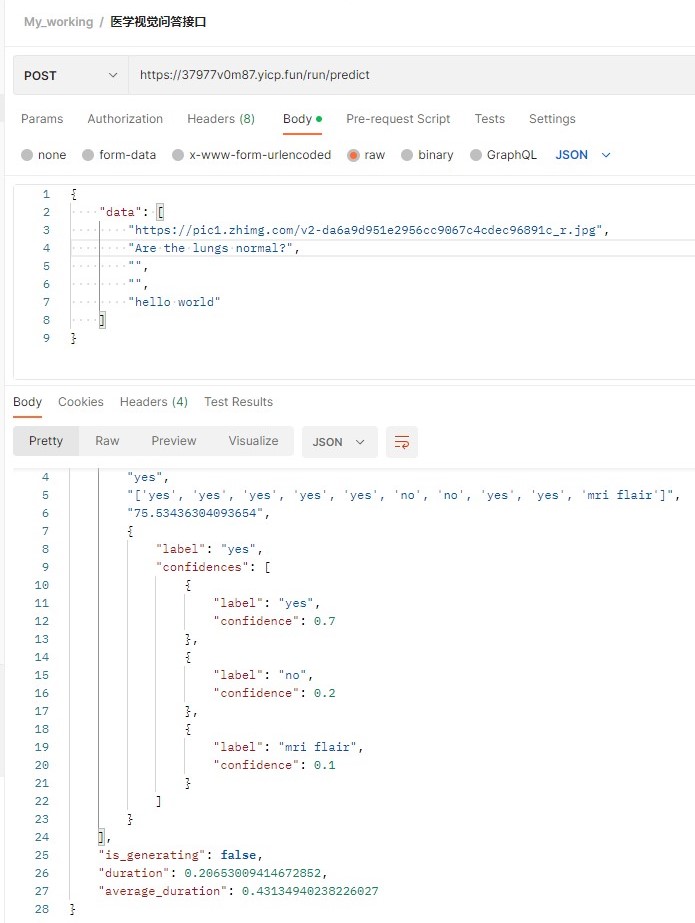 My_working / 医学视觉问答接口
POST https://37977v0m87.yicp.fun/run/predict
Params Authorization Headers (8) Body Pre-request Script Tests Settings
none form-data x-www-form-urlencoded raw binary GraphQL JSON
1 {
2 "data": [
3 "https://pic1.zhimg.com/v2-da6a9d951e2956cc9067c4cdec96891c_r.jpg",
4 "Are the lungs normal?",
5 "",
6 "",
7 "hello world"
8 ]
9 }
Body Cookies Headers (4) Test Results
Pretty Raw Preview Visualize JSON
4 "yes",
5 "['yes', 'yes', 'yes', 'yes', 'yes', 'no', 'no', 'yes', 'yes', 'mri flair']",
6 "75.53436304093654",
7 {
8 "label": "yes",
9 "confidences": [
10 {
11 "label": "yes",
12 "confidence": 0.7
13 },
14 {
15 "label": "no",
16 "confidence": 0.2
17 },
18 {
19 "label": "mri flair",
20 "confidence": 0.1
21 }
22 ]
23 }
24 ],
25 "is_generating": false,
26 "duration": 0.20653009414672852,
27 "average_duration": 0.43134940238226027
28 }